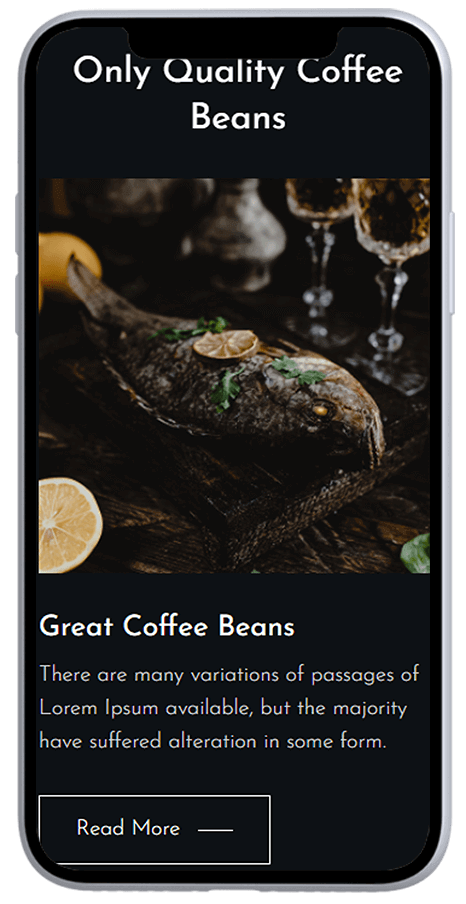 Only Quality Coffee
Beans
Great Coffee Beans
There are many variations of passages of
Lorem Ipsum available, but the majority
have suffered alteration in some form.
Read More